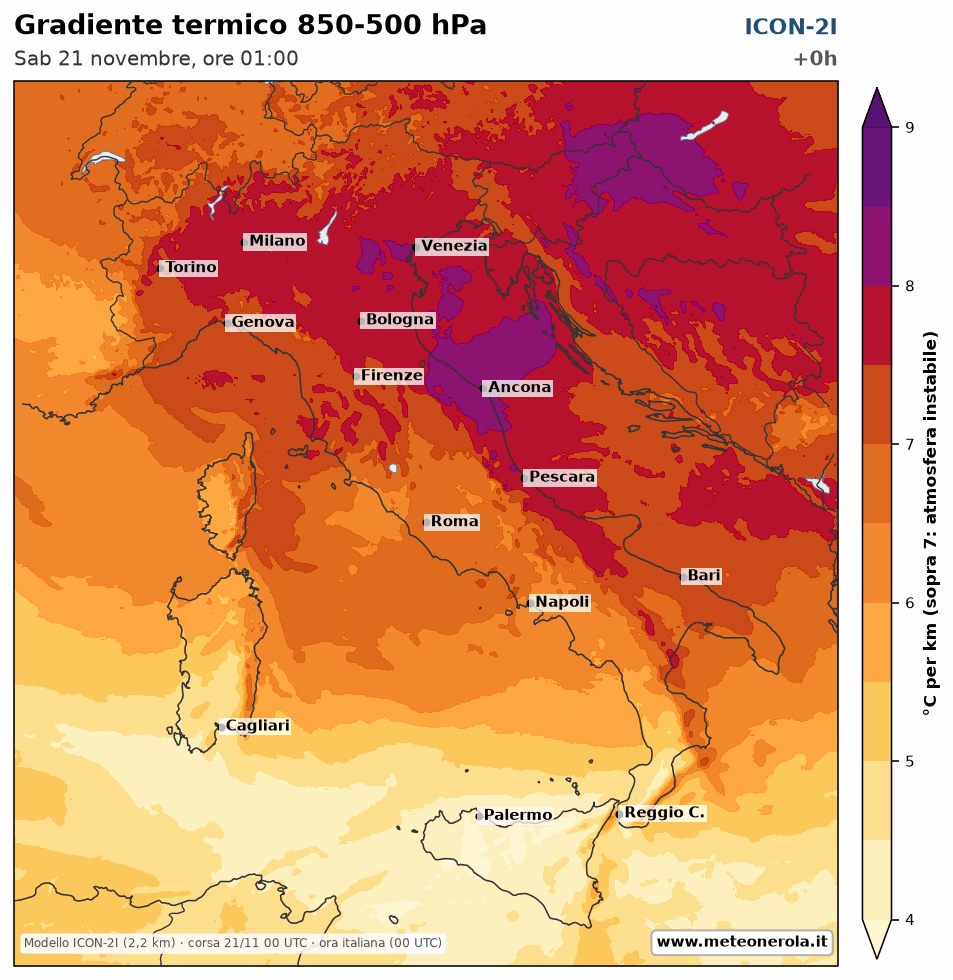 Gradiente termico 850-500 hPa
ICON-2I
Sab 21 novembre, ore 01:00
+0h
Milano
Venezia
Torino
Genova
Bologna
Firenze
Ancona
Pescara
Roma
Bari
Napoli
Cagliari
Palermo
Reggio C.
9
8
7
6
5
4
°C per km (sopra 7: atmosfera instabile)
Modello ICON-2I (2,2 km) · corsa 21/11 00 UTC · ora italiana (00 UTC)
www.meteonerola.it